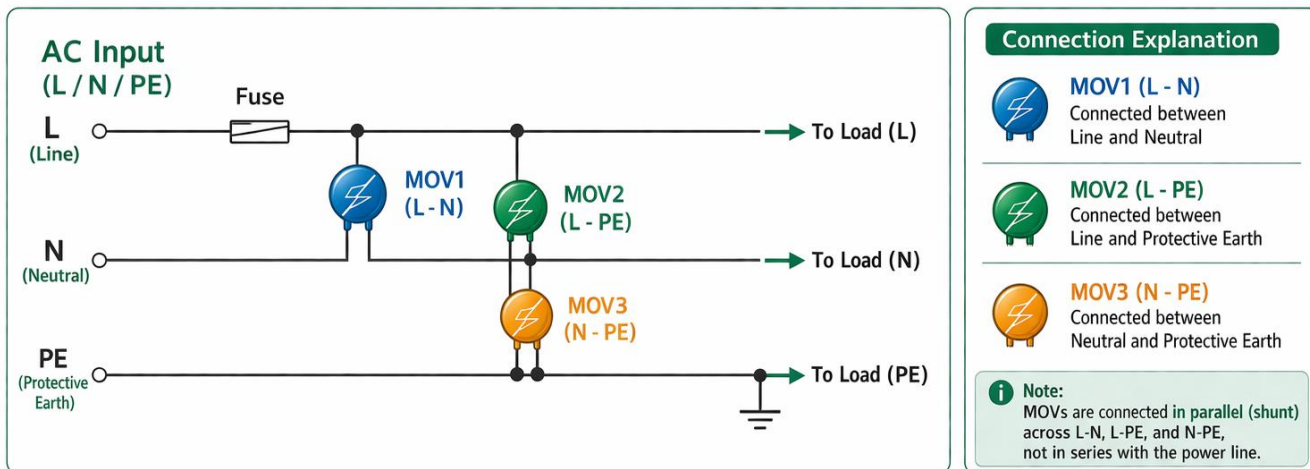 AC Input
(L / N / PE)
Fuse
L
(Line)
To Load (L)
MOV1
(L - N)
MOV2
(L - PE)
N
(Neutral)
To Load (N)
MOV3
(N - PE)
PE
(Protective
Earth)
To Load (PE)
Connection Explanation
MOV1 (L - N)
Connected between
Line and Neutral
MOV2 (L - PE)
Connected between
Line and Protective Earth
MOV3 (N - PE)
Connected between
Neutral and Protective Earth
i Note:
MOVs are connected in parallel (shunt)
across L-N, L-PE, and N-PE,
not in series with the power line.